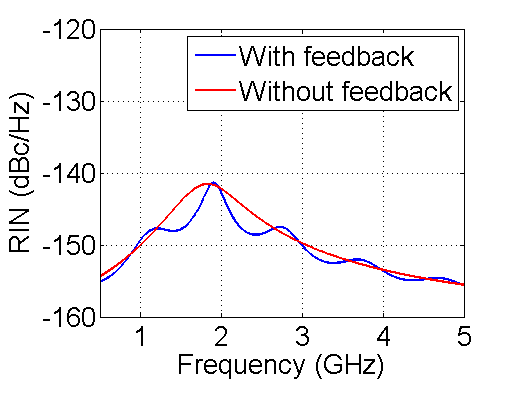 -120
With feedback
Without feedback
-130
-140
-150
-160
RIN (dBc/Hz)
1
2
3
4
5
Frequency (GHz)